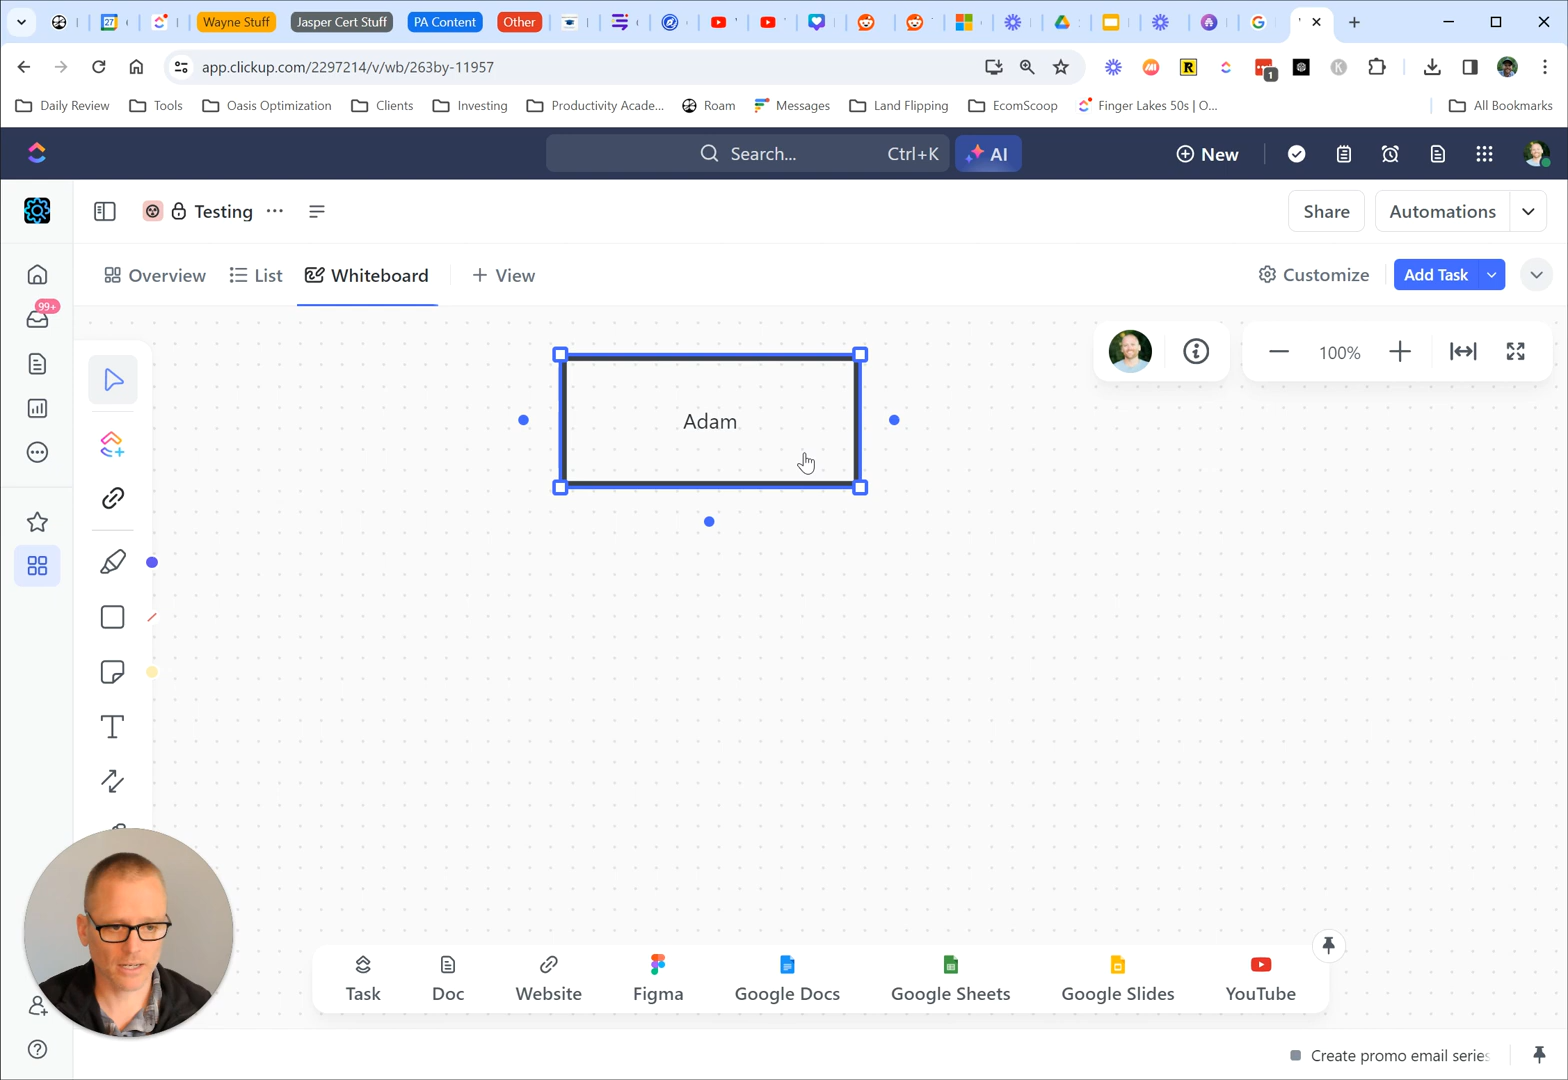 Wayne Stuff
Jasper Cert Stuff
PA Content
Other
27
app.clickup.com/2297214/v/wb/263by-11957
1
Daily Review
Tools
Oasis Optimization
Clients
Investing
Productivity Acade...
Roam
Messages
Land Flipping
EcomScoop
Finger Lakes 50s | O...
All Bookmarks
Search...
Ctrl+K
AI
New
Testing
Share
Automations
Overview
List
Whiteboard
+ View
Customize
Add Task
99+
100%
Adam
Task
Doc
Website
Figma
Google Docs
Google Sheets
Google Slides
YouTube
Create promo email series